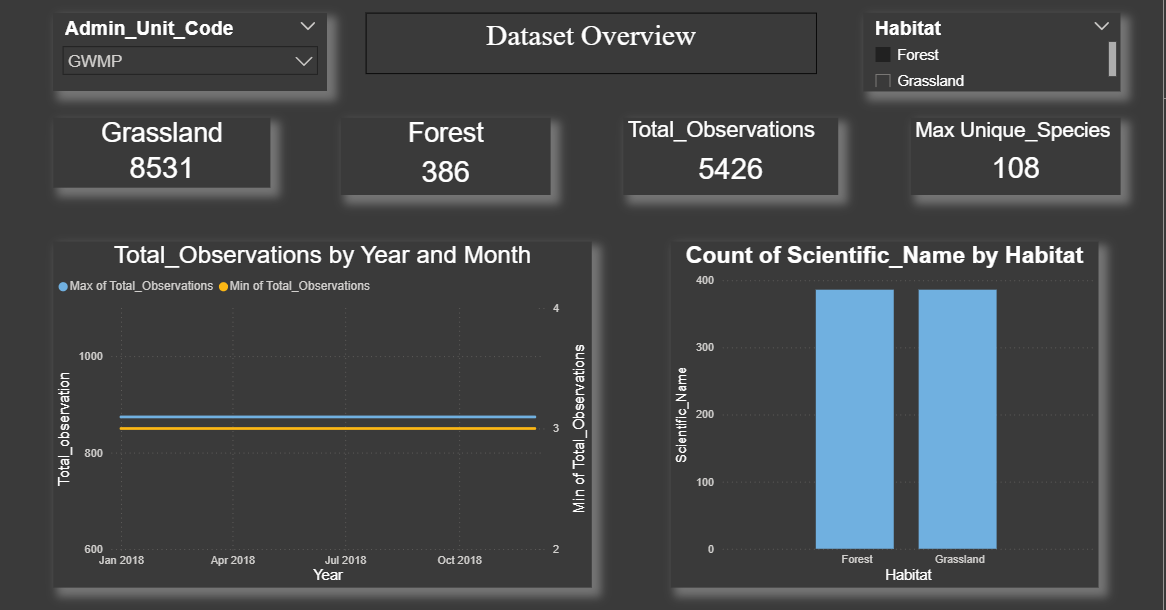 Admin_Unit_Code
GWMP
Dataset Overview
Habitat
Forest
Grassland
Grassland
8531
Forest
386
Total_Observations
5426
Max Unique_Species
108
Total_Observations by Year and Month
Max of Total_Observations
Min of Total_Observations
Total_observation
1000
800
600
4
3
2
Min of Total_Observations
Jan 2018
Apr 2018
Jul 2018
Oct 2018
Year
Count of Scientific_Name by Habitat
Scientific_Name
400
300
200
100
0
Forest
Grassland
Habitat